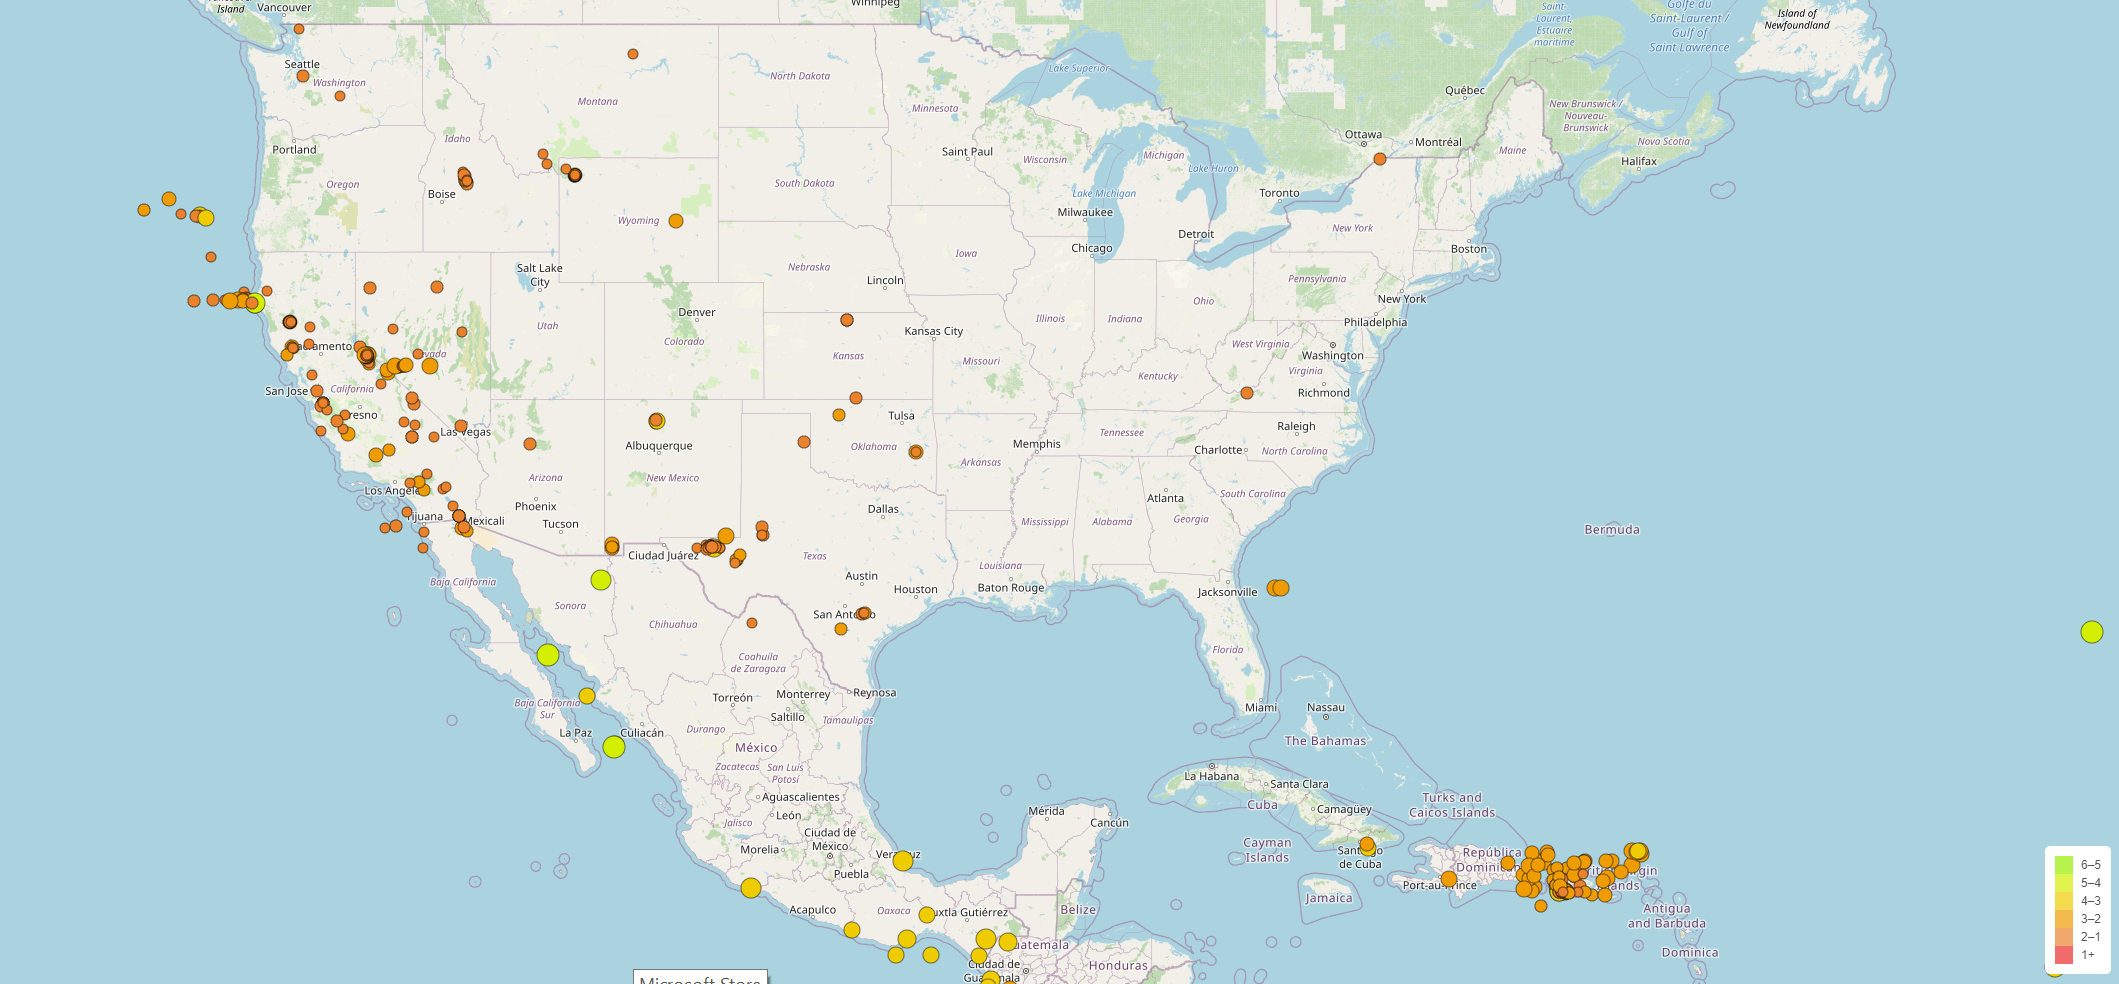 Island
Vancouver
Winnipeg
Golfe du
Saint-Laurent /
Gulf of
Saint Lawrence
Saint-
Laurent,
Estuaire
maritime
Island of
Newfoundland
Seattle
Washington
Montana
North Dakota
Minnesota
Lake Superior
Québec
New Brunswick /
Nouveau-
Brunswick
Ottawa
Montréal
Nova Scotia
Halifax
Maine
Portland
Idaho
Oregon
Boise
Saint Paul
Wisconsin
Michigan
Lake Huron
Lake Michigan
Toronto
South Dakota
Wyoming
Milwaukee
Chicago
Detroit
New York
Boston
Salt Lake
City
Nebraska
Iowa
Lincoln
Pennsylvania
New York
Philadelphia
Ohio
Illinois
Indiana
Denver
Utah
Colorado
Kansas City
Kansas
Missouri
West Virginia
Washington
Virginia
Kentucky
Richmond
San Jose
California
Las Vegas
Albuquerque
Tulsa
Oklahoma
Memphis
Tennessee
Raleigh
Charlotte
North Carolina
Arkansas
Arizona
New Mexico
South Carolina
Los Angeles
Phoenix
Tucson
Tijuana
Mexicali
Dallas
Atlanta
Mississippi
Alabama
Georgia
Bermuda
Ciudad Juárez
Texas
Louisiana
Baja California
Austin
Houston
Baton Rouge
Jacksonville
Sonora
San Antonio
Chihuahua
Florida
Coahuila
de Zaragoza
Torreón
Monterrey
Reynosa
Saltillo
Tamaulipas
Baja California
Sur
La Paz
Culiacán
Durango
México
Miami
Nassau
The Bahamas
Zacatecas
San Luis
Potosí
La Habana
Santa Clara
Cuba
Camagüey
Turks and
Caicos Islands
Aguascalientes
León
Jalisco
Mérida
Cancún
Ciudad de
México
Morelia
Veracruz
Puebla
Cayman
Islands
Santiago
de Cuba
República
Dominicana
Port-au-Prince
Jamaica
Acapulco
Oaxaca
Tuxtla Gutiérrez
Belize
Guatemala
Antigua
and Barbuda
Dominica
Ciudad de
Guatemala
Honduras
Microsoft Store
6–5
5–4
4–3
3–2
2–1
1+